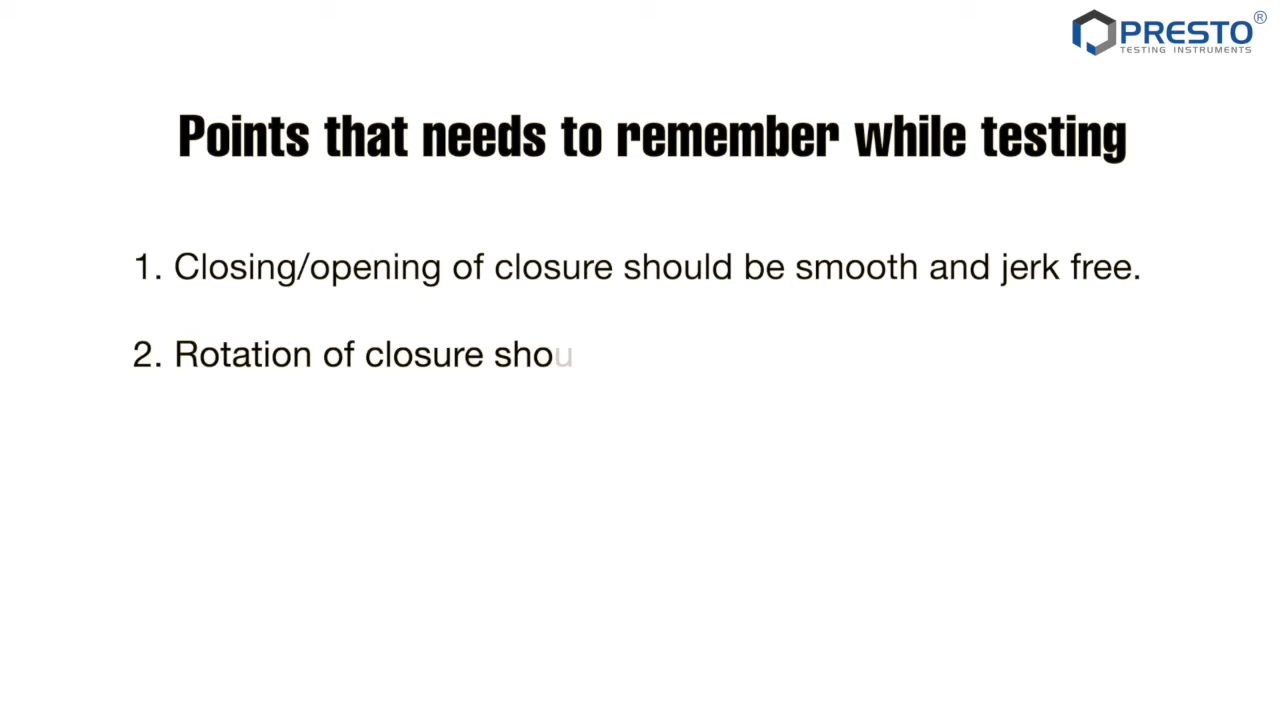 PRESTO®
TESTING INSTRUMENTS
Points that needs to remember while testing
1. Closing/opening of closure should be smooth and jerk free.
2. Rotation of closure shou